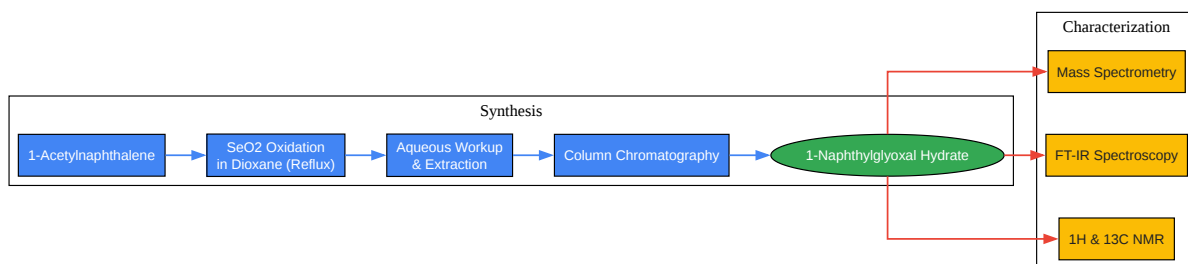 Synthesis
1-Acetylnaphthalene
SeO2 Oxidation
in Dioxane (Reflux)
Aqueous Workup
& Extraction
Column Chromatography
1-Naphthylglyoxal Hydrate
Characterization
Mass Spectrometry
FT-IR Spectroscopy
1H & 13C NMR